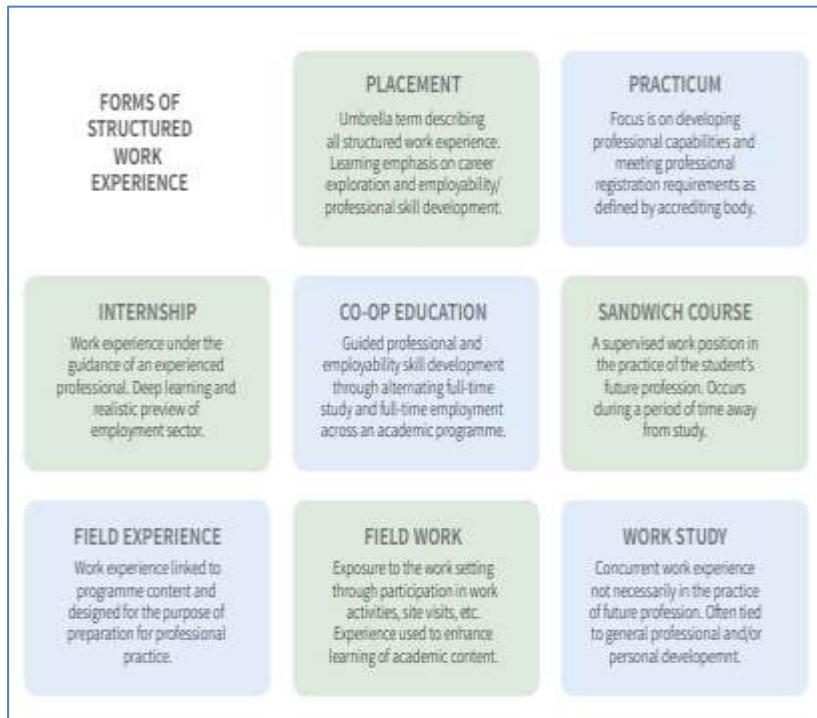 FORMS OF
STRUCTURED
WORK
EXPERIENCE
PLACEMENT
Umbrella term describing
all structured work experience.
Learning emphasis on career
exploration and employability/
professional skill development.
PRACTICUM
Focus is on developing
professional capabilities and
meeting professional
registration requirements as
defined by accrediting body.
INTERNSHIP
Work experience under the
guidance of an experienced
professional. Deep learning and
realistic preview of
employment sector.
CO-OP EDUCATION
Guided professional and
employability skill development
through alternating full-time
study and full-time employment
across an academic programme.
SANDWICH COURSE
A supervised work position in
the practice of the student's
future profession. Occurs
during a period of time away
from study.
FIELD EXPERIENCE
Work experience linked to
programme content and
designed for the purpose of
preparation for professional
practice.
FIELD WORK
Exposure to the work setting
through participation in work
activities, site visits, etc.
Experience used to enhance
learning of academic content.
WORK STUDY
Concurrent work experience
not necessarily in the practice
of future profession. Often tied
to general professional and/or
personal developemnt.